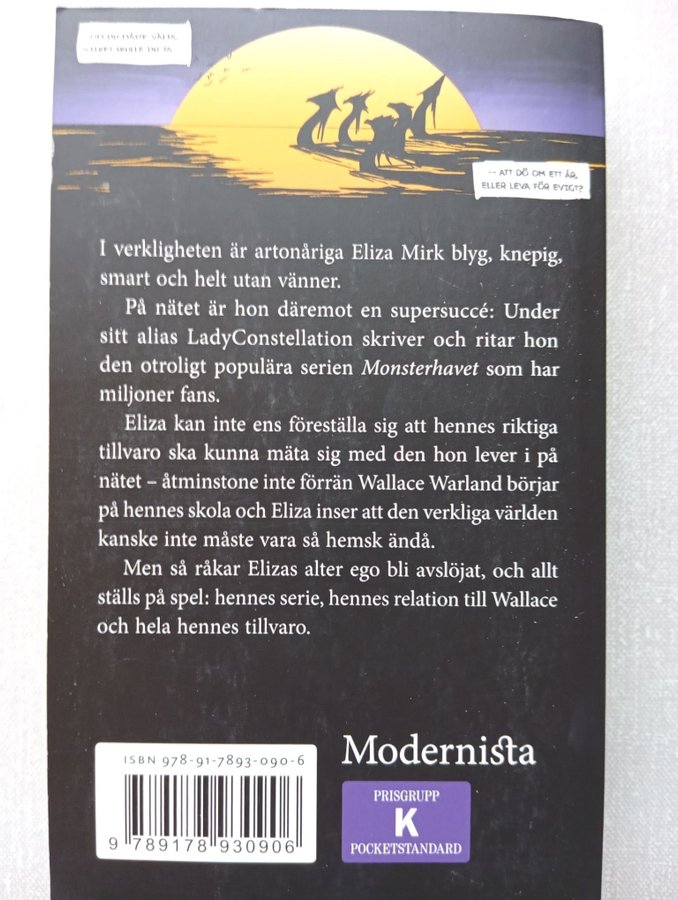 -- ATT DÖ OM ETT ÅR,
ELLER LEVA FÖR EVIGT?
I verkligheten är artonåriga Eliza Mirk blyg, knepig,
smart och helt utan vänner.
På nätet är hon däremot en supersuccé: Under
sitt alias LadyConstellation skriver och ritar hon
den otroligt populära serien Monsterhavet som har
miljoner fans.
Eliza kan inte ens föreställa sig att hennes riktiga
tillvaro ska kunna mäta sig med den hon lever i på
nätet – åtminstone inte förrän Wallace Warland börjar
på hennes skola och Eliza inser att den verkliga världen
kanske inte måste vara så hemsk ändå.
Men så råkar Elizas alter ego bli avslöjat, och allt
ställs på spel: hennes serie, hennes relation till Wallace
och hela hennes tillvaro.
ISBN 978-91-7893-090-6
9 789178 930906
Modernista
PRISGRUPP
K
POCKETSTANDARD